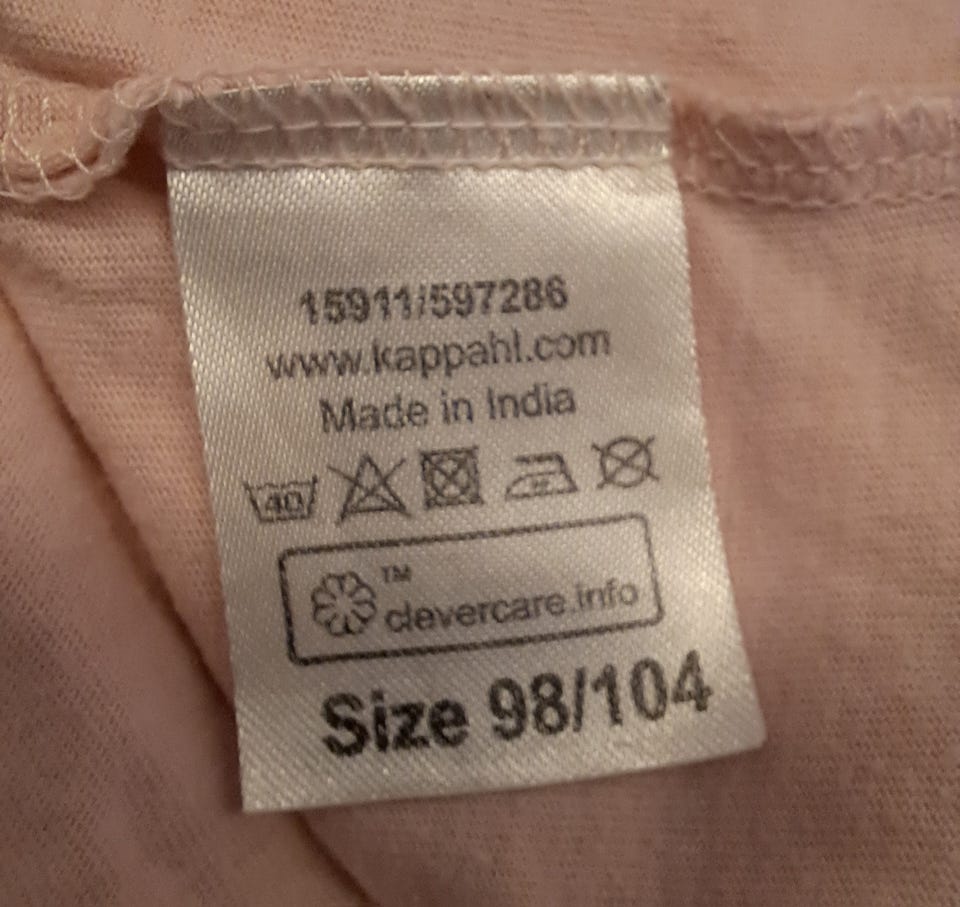 15911/597286
www.kappahl.com
Made in India
40
TM
clevercare.info
Size 98/104